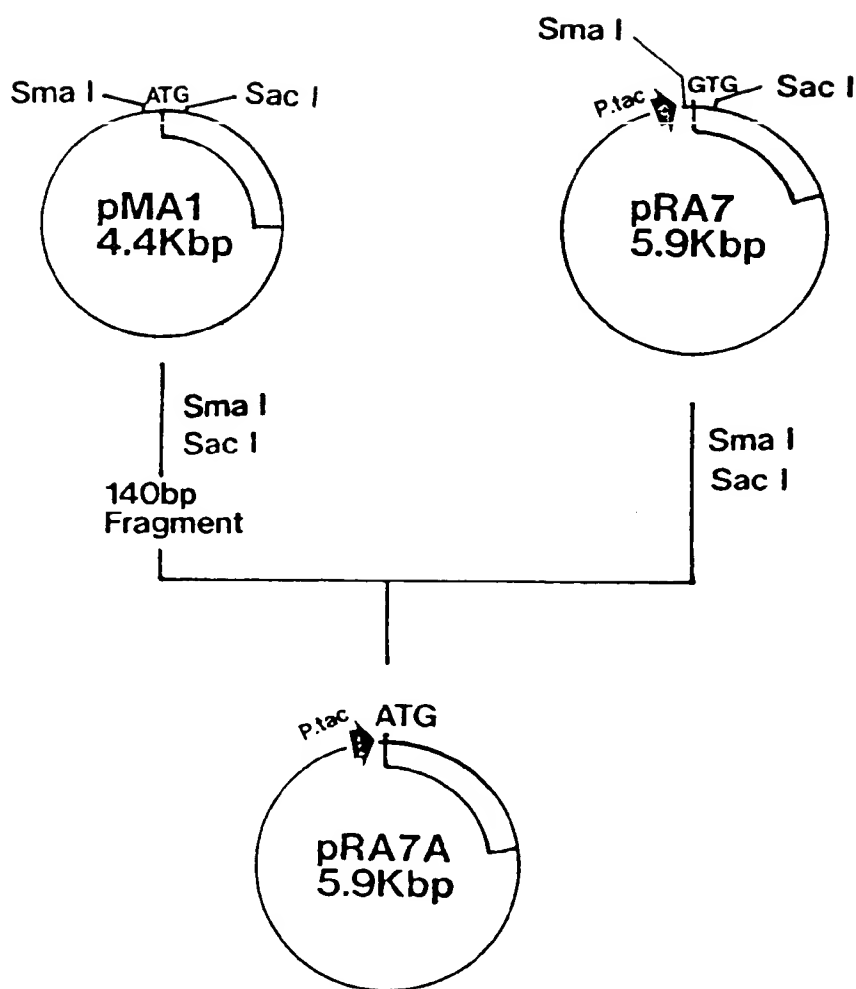 Sma I ATG Sac I
pMA1
4.4Kbp
Sma I
GTG
Sac I
P.tac
pRA7
5.9Kbp
Sma I
Sac I
140bp
Fragment
Sma I
Sac I
P.tac ATG
pRA7A
5.9Kbp